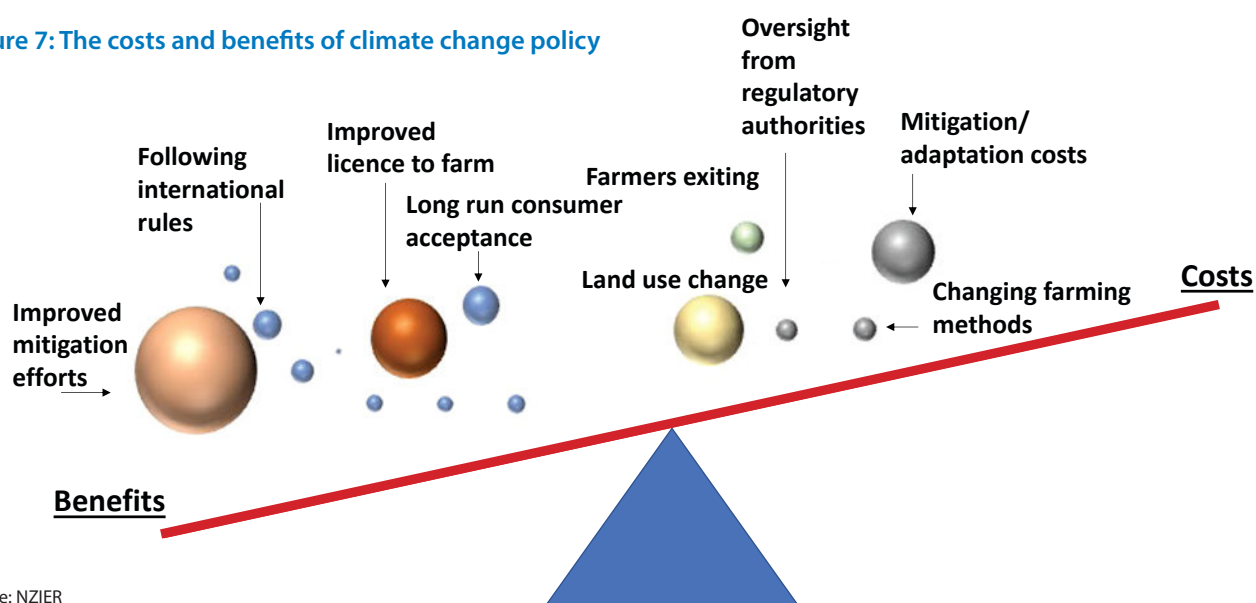 ure 7: The costs and benefits of climate change policy
Oversight
from
regulatory
authorities
Mitigation/
adaptation costs
Improved
licence to farm
Following
international
rules
Farmers exiting
Long run consumer
acceptance
Land use change
Costs
Changing farming
methods
Improved
mitigation
efforts
Benefits
e: NZIER